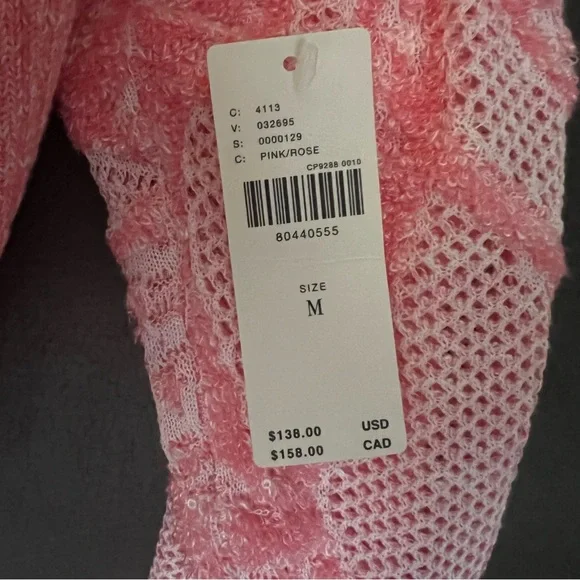 C: 4113
V: 032695
S: 0000129
C: PINK/ROSE
CP9288 0010
80440555
SIZE
M
$138.00 USD
$158.00 CAD